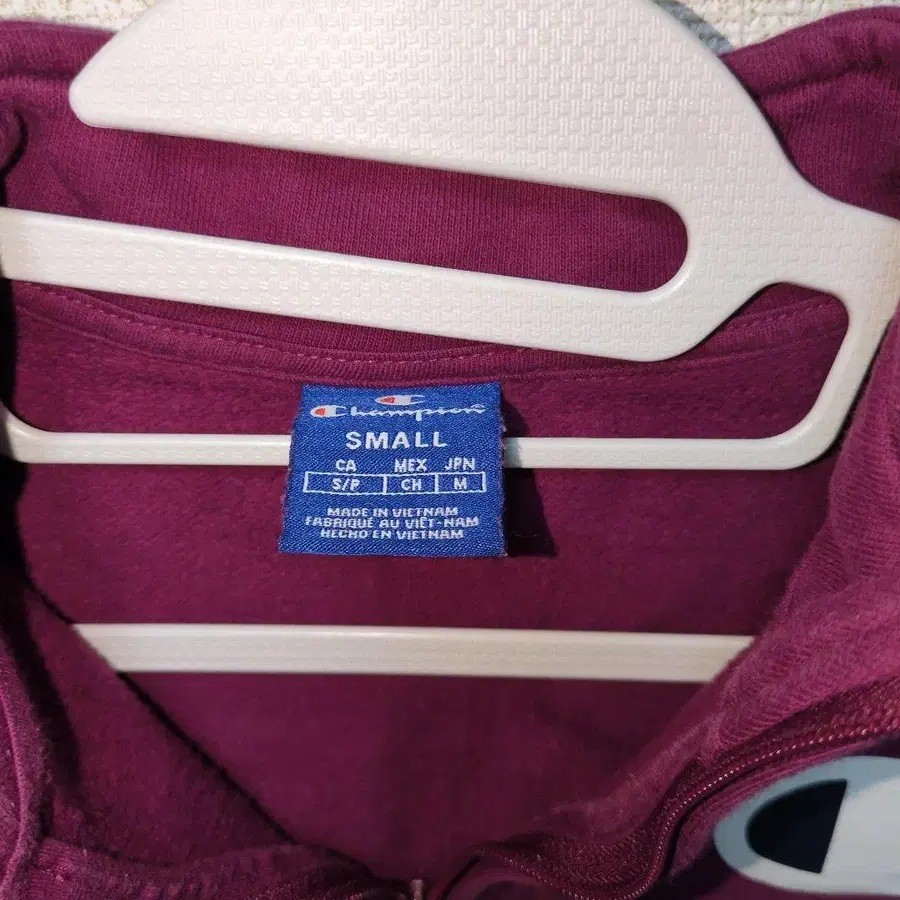 Champion
SMALL
CA MEX JPN
S/P CH M
MADE IN VIETNAM
FABRIQUÉ AU VIÊT-NAM
HECHO EN VIETNAM